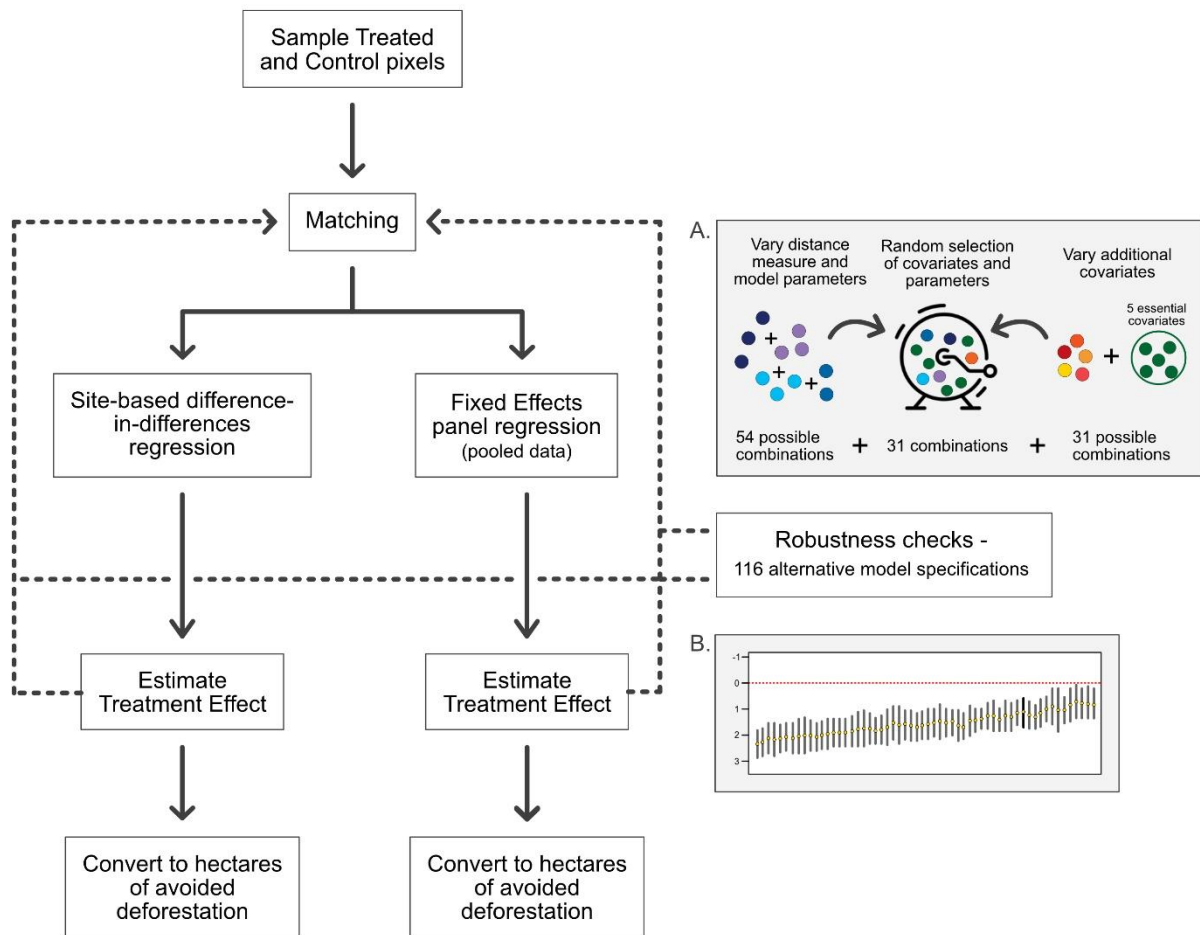 Sample Treated
and Control pixels
Matching
Site-based difference-
in-differences
regression
Fixed Effects
panel regression
(pooled data)
Estimate
Treatment Effect
Estimate
Treatment Effect
Convert to hectares
of avoided
deforestation
Convert to hectares
of avoided
deforestation
A.
Vary distance
measure and
model parameters
Random selection
of covariates and
parameters
Vary additional
covariates
5 essential
covariates
+
+
+
+
54 possible
combinations
+
31 combinations
+
31 possible
combinations
Robustness checks -
116 alternative model specifications
B.
-1
0
1
2
3